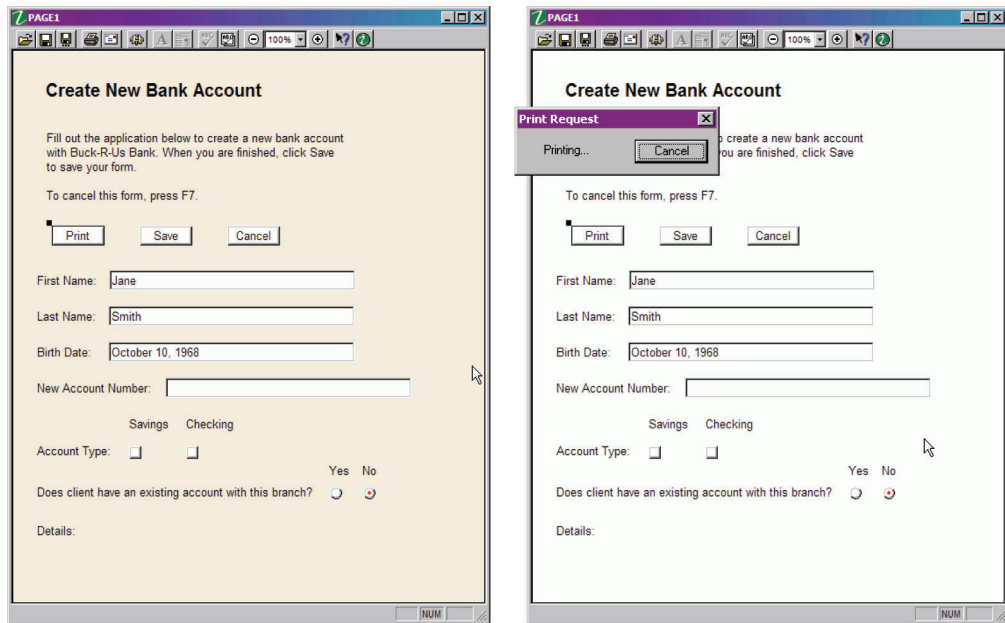 PAGE1
100%
Create New Bank Account
Fill out the application below to create a new bank account
with Buck-R-Us Bank. When you are finished, click Save
to save your form.
To cancel this form, press F7.
Print Save Cancel
First Name: Jane
Last Name: Smith
Birth Date: October 10, 1968
New Account Number:
Savings Checking
Account Type:
Yes No
Does client have an existing account with this branch?
Details:
NUM
PAGE1
100%
Create New Bank Account
Print Request
Printing... Cancel
create a new bank account
you are finished, click Save
To cancel this form, press F7.
Print Save Cancel
First Name: Jane
Last Name: Smith
Birth Date: October 10, 1968
New Account Number:
Savings Checking
Account Type:
Yes No
Does client have an existing account with this branch?
Details:
NUM